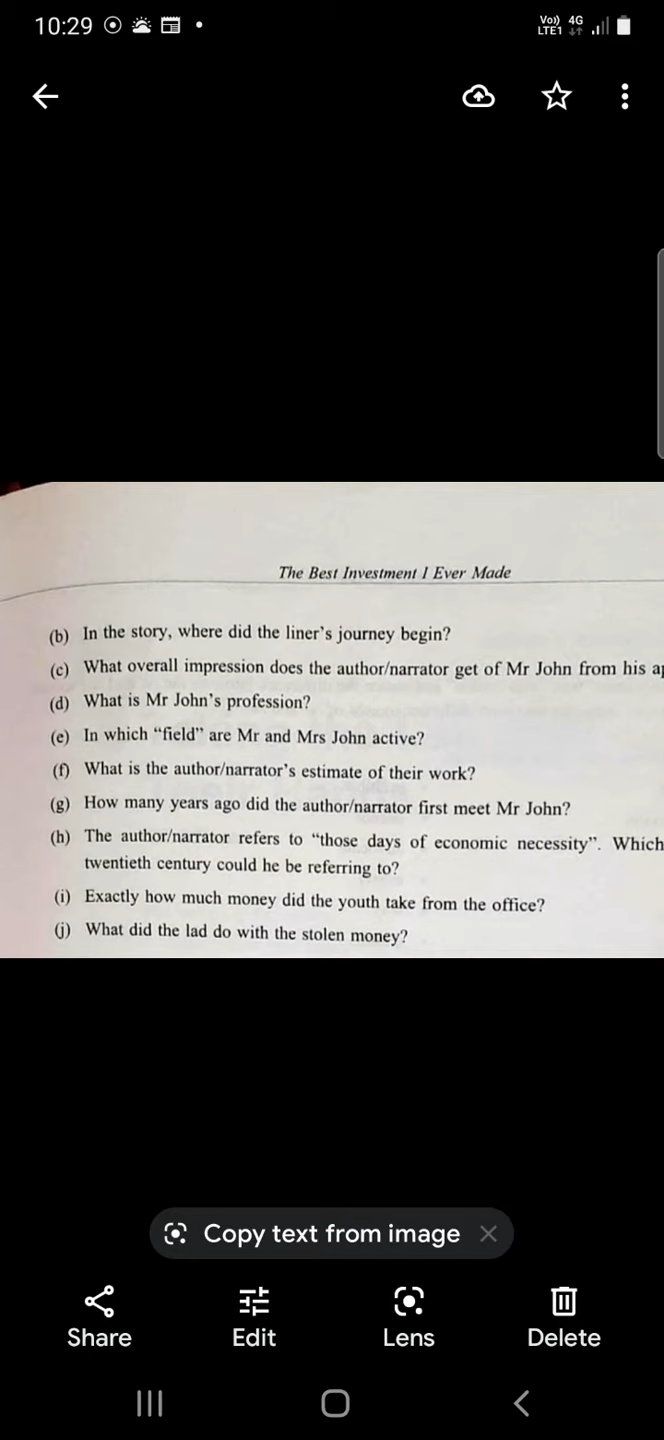 10:29
Vo)) 4G
LTE1
The Best Investment I Ever Made
(b) In the story, where did the liner's journey begin?
(c) What overall impression does the author/narrator get of Mr John from his
(d) What is Mr John's profession?
(e) In which “field” are Mr and Mrs John active?
(f) What is the author/narrator's estimate of their work?
(g) How many years ago did the author/narrator first meet Mr John?
(h) The author/narrator refers to “those days of economic necessity”. Which
twentieth century could he be referring to?
(i) Exactly how much money did the youth take from the office?
(j) What did the lad do with the stolen money?
Copy text from image
Share Edit Lens Delete